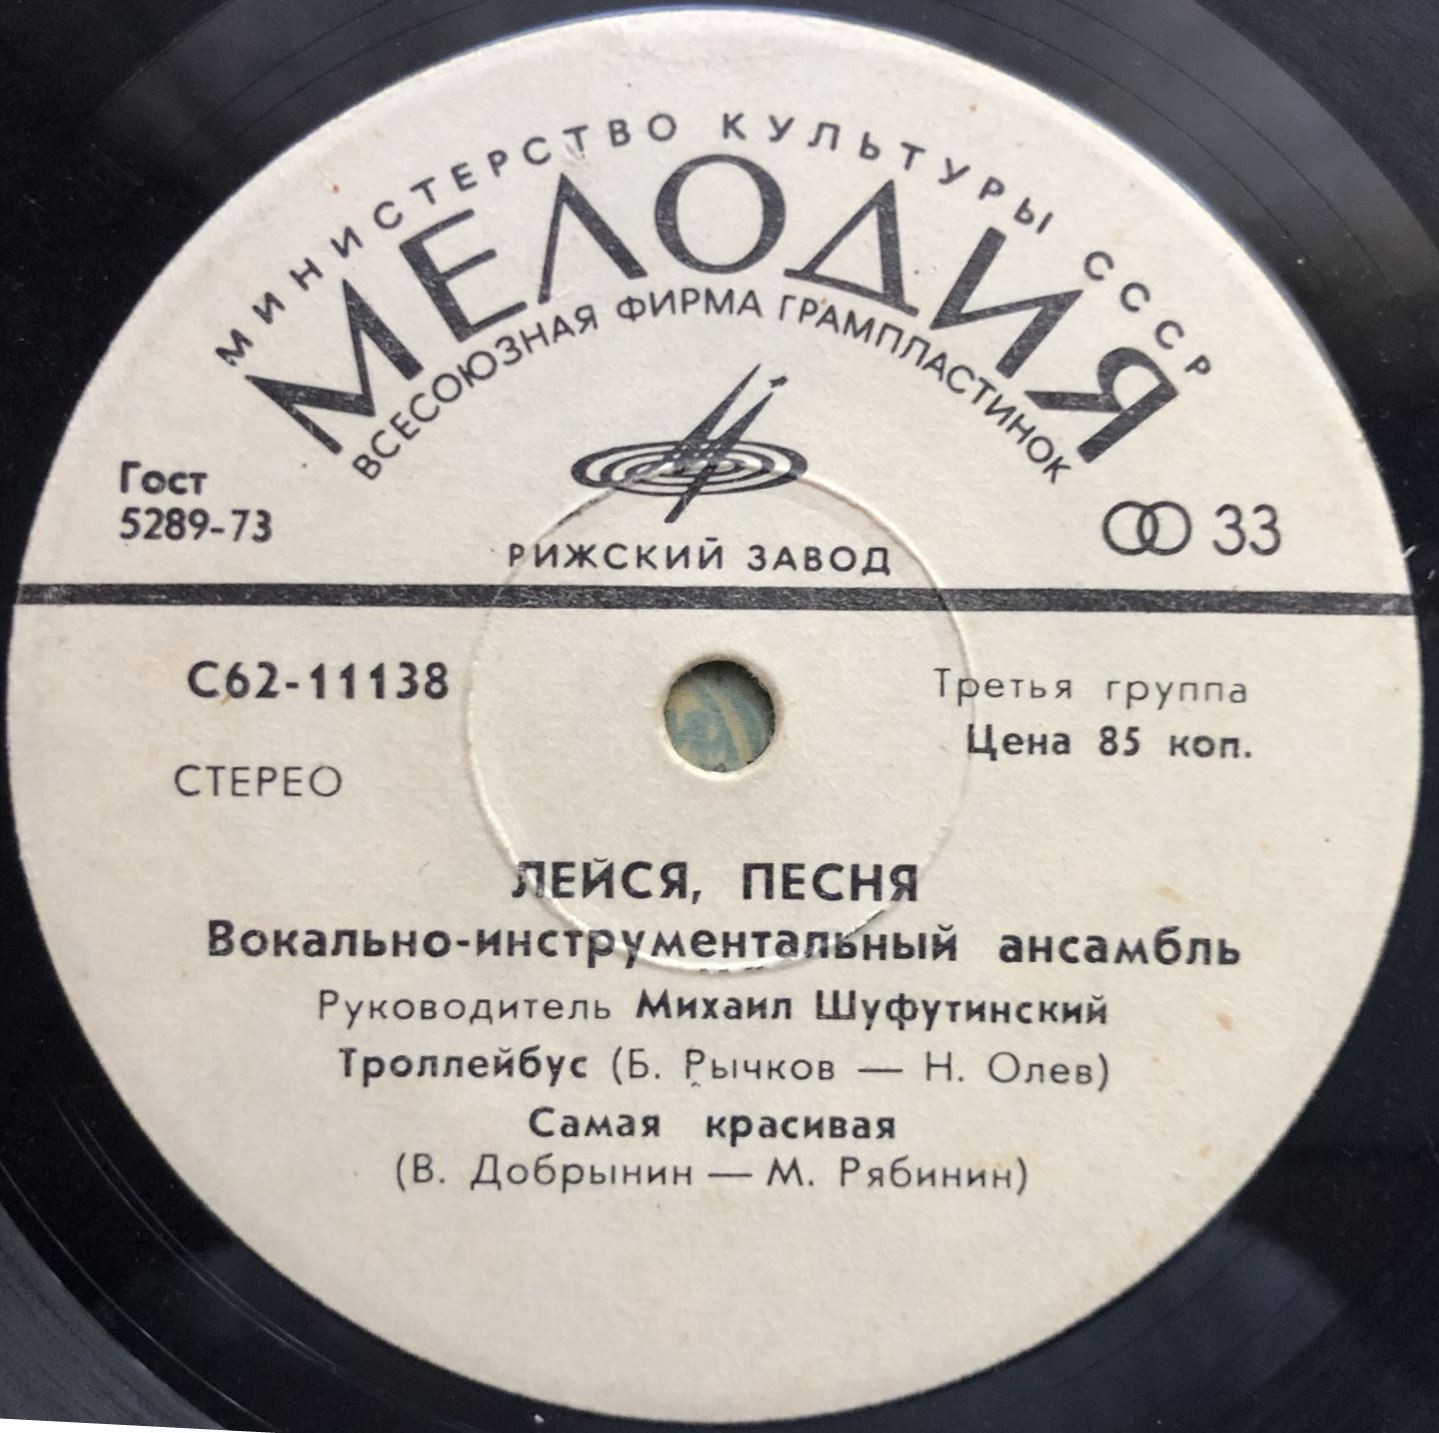 МИНИСТЕРСТВО КУЛЬТУРЫ СССР
МЕЛОДИЯ
ВСЕСОЮЗНАЯ ФИРМА ГРАМПЛАСТИНОК
Гост
5289-73
33
РИЖСКИЙ ЗАВОД
С62-11138
Третья группа
Цена 85 коп.
СТЕРЕО
ЛЕЙСЯ, ПЕСНЯ
Вокально-инструментальный ансамбль
Руководитель Михаил Шуфутинский
Троллейбус (Б. Рычков — Н. Олев)
Самая красивая
(В. Добрынин — М. Рябинин)